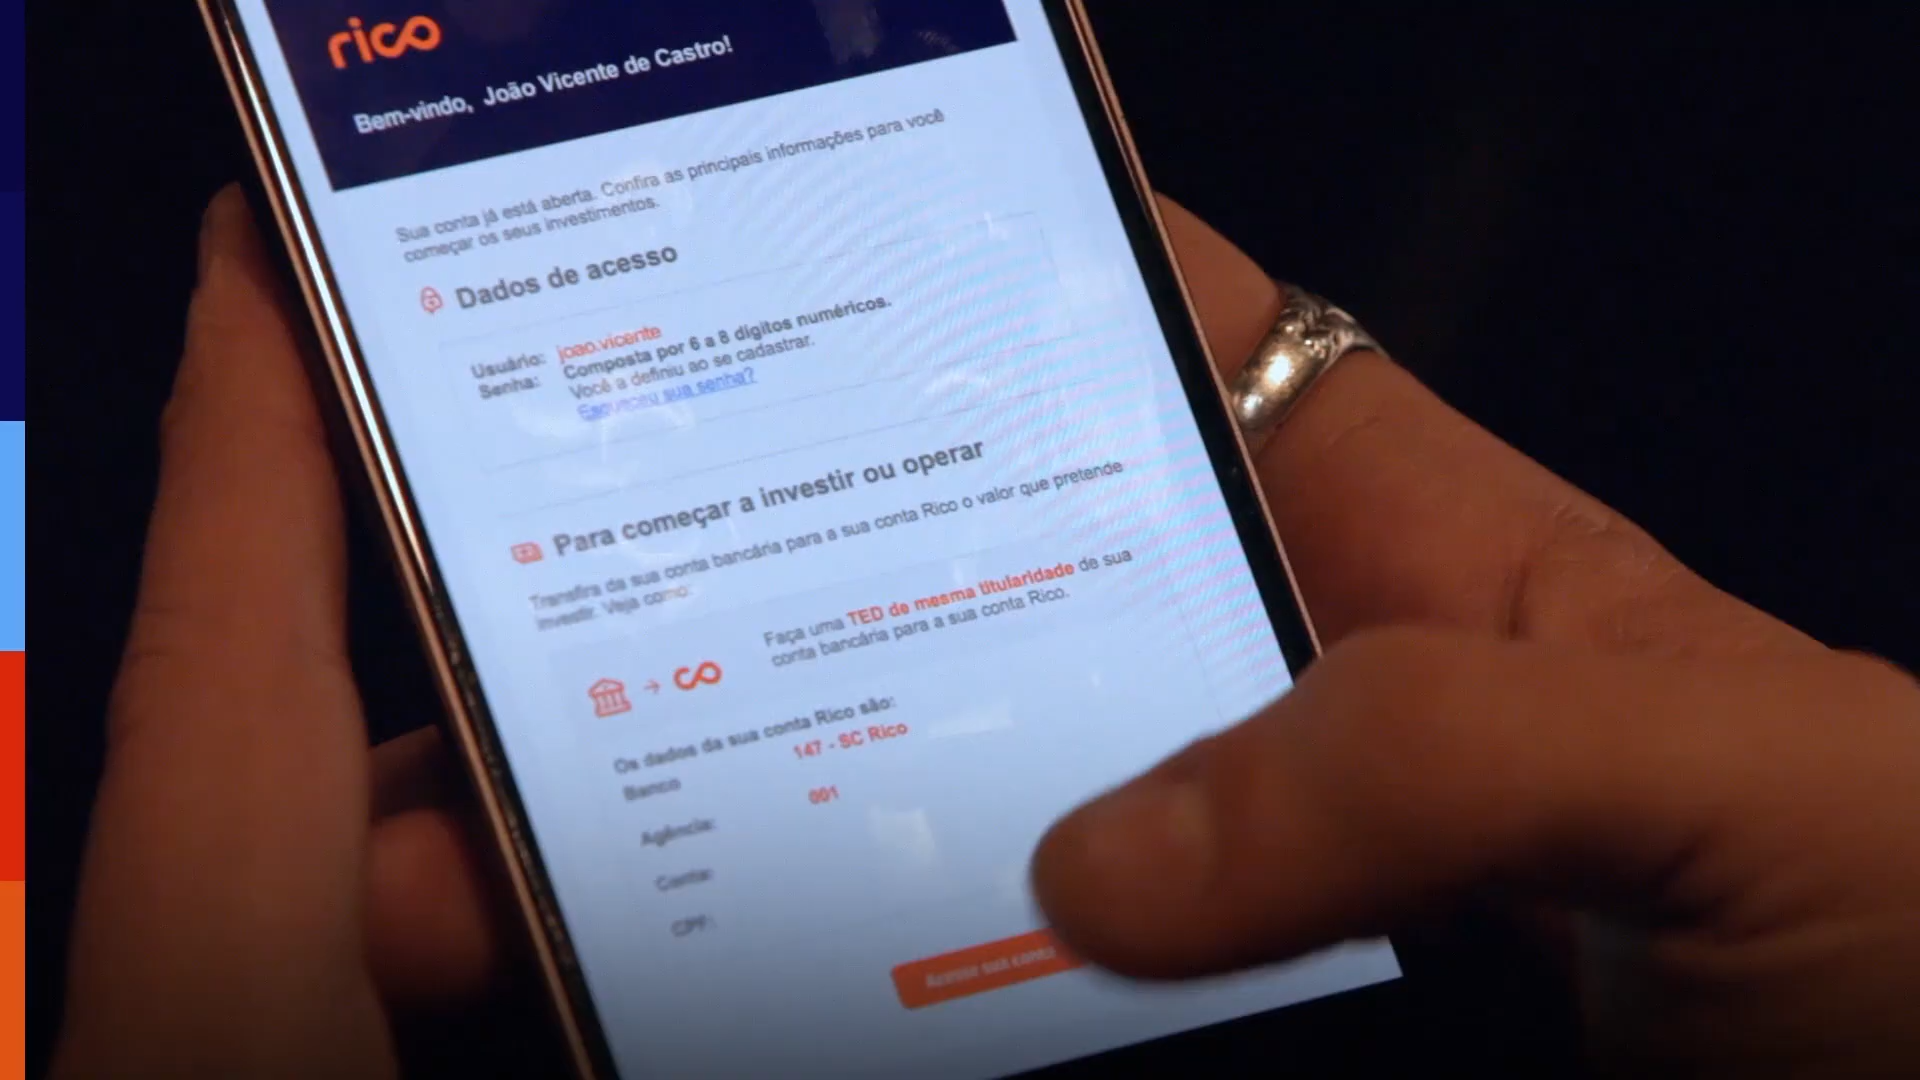 rico
Bem-vindo, João Vicente de Castro!
Sua conta já está aberta. Confira as principais informações para você
começar os seus investimentos.
Dados de acesso
Usuário: joao.vicente
Senha: Composta por 6 a 8 dígitos numéricos.
Você a definiu ao se cadastrar.
Esqueceu sua senha?
Para começar a investir ou operar
Transfira da sua conta bancária para a sua conta Rico o valor que pretende
investir. Veja como:
Faça uma TED de mesma titularidade de sua
conta bancária para a sua conta Rico.
Os dados da sua conta Rico são:
Banco 147 - SC Rico
Agência: 001
Conta:
CPF:
Acesse sua conta